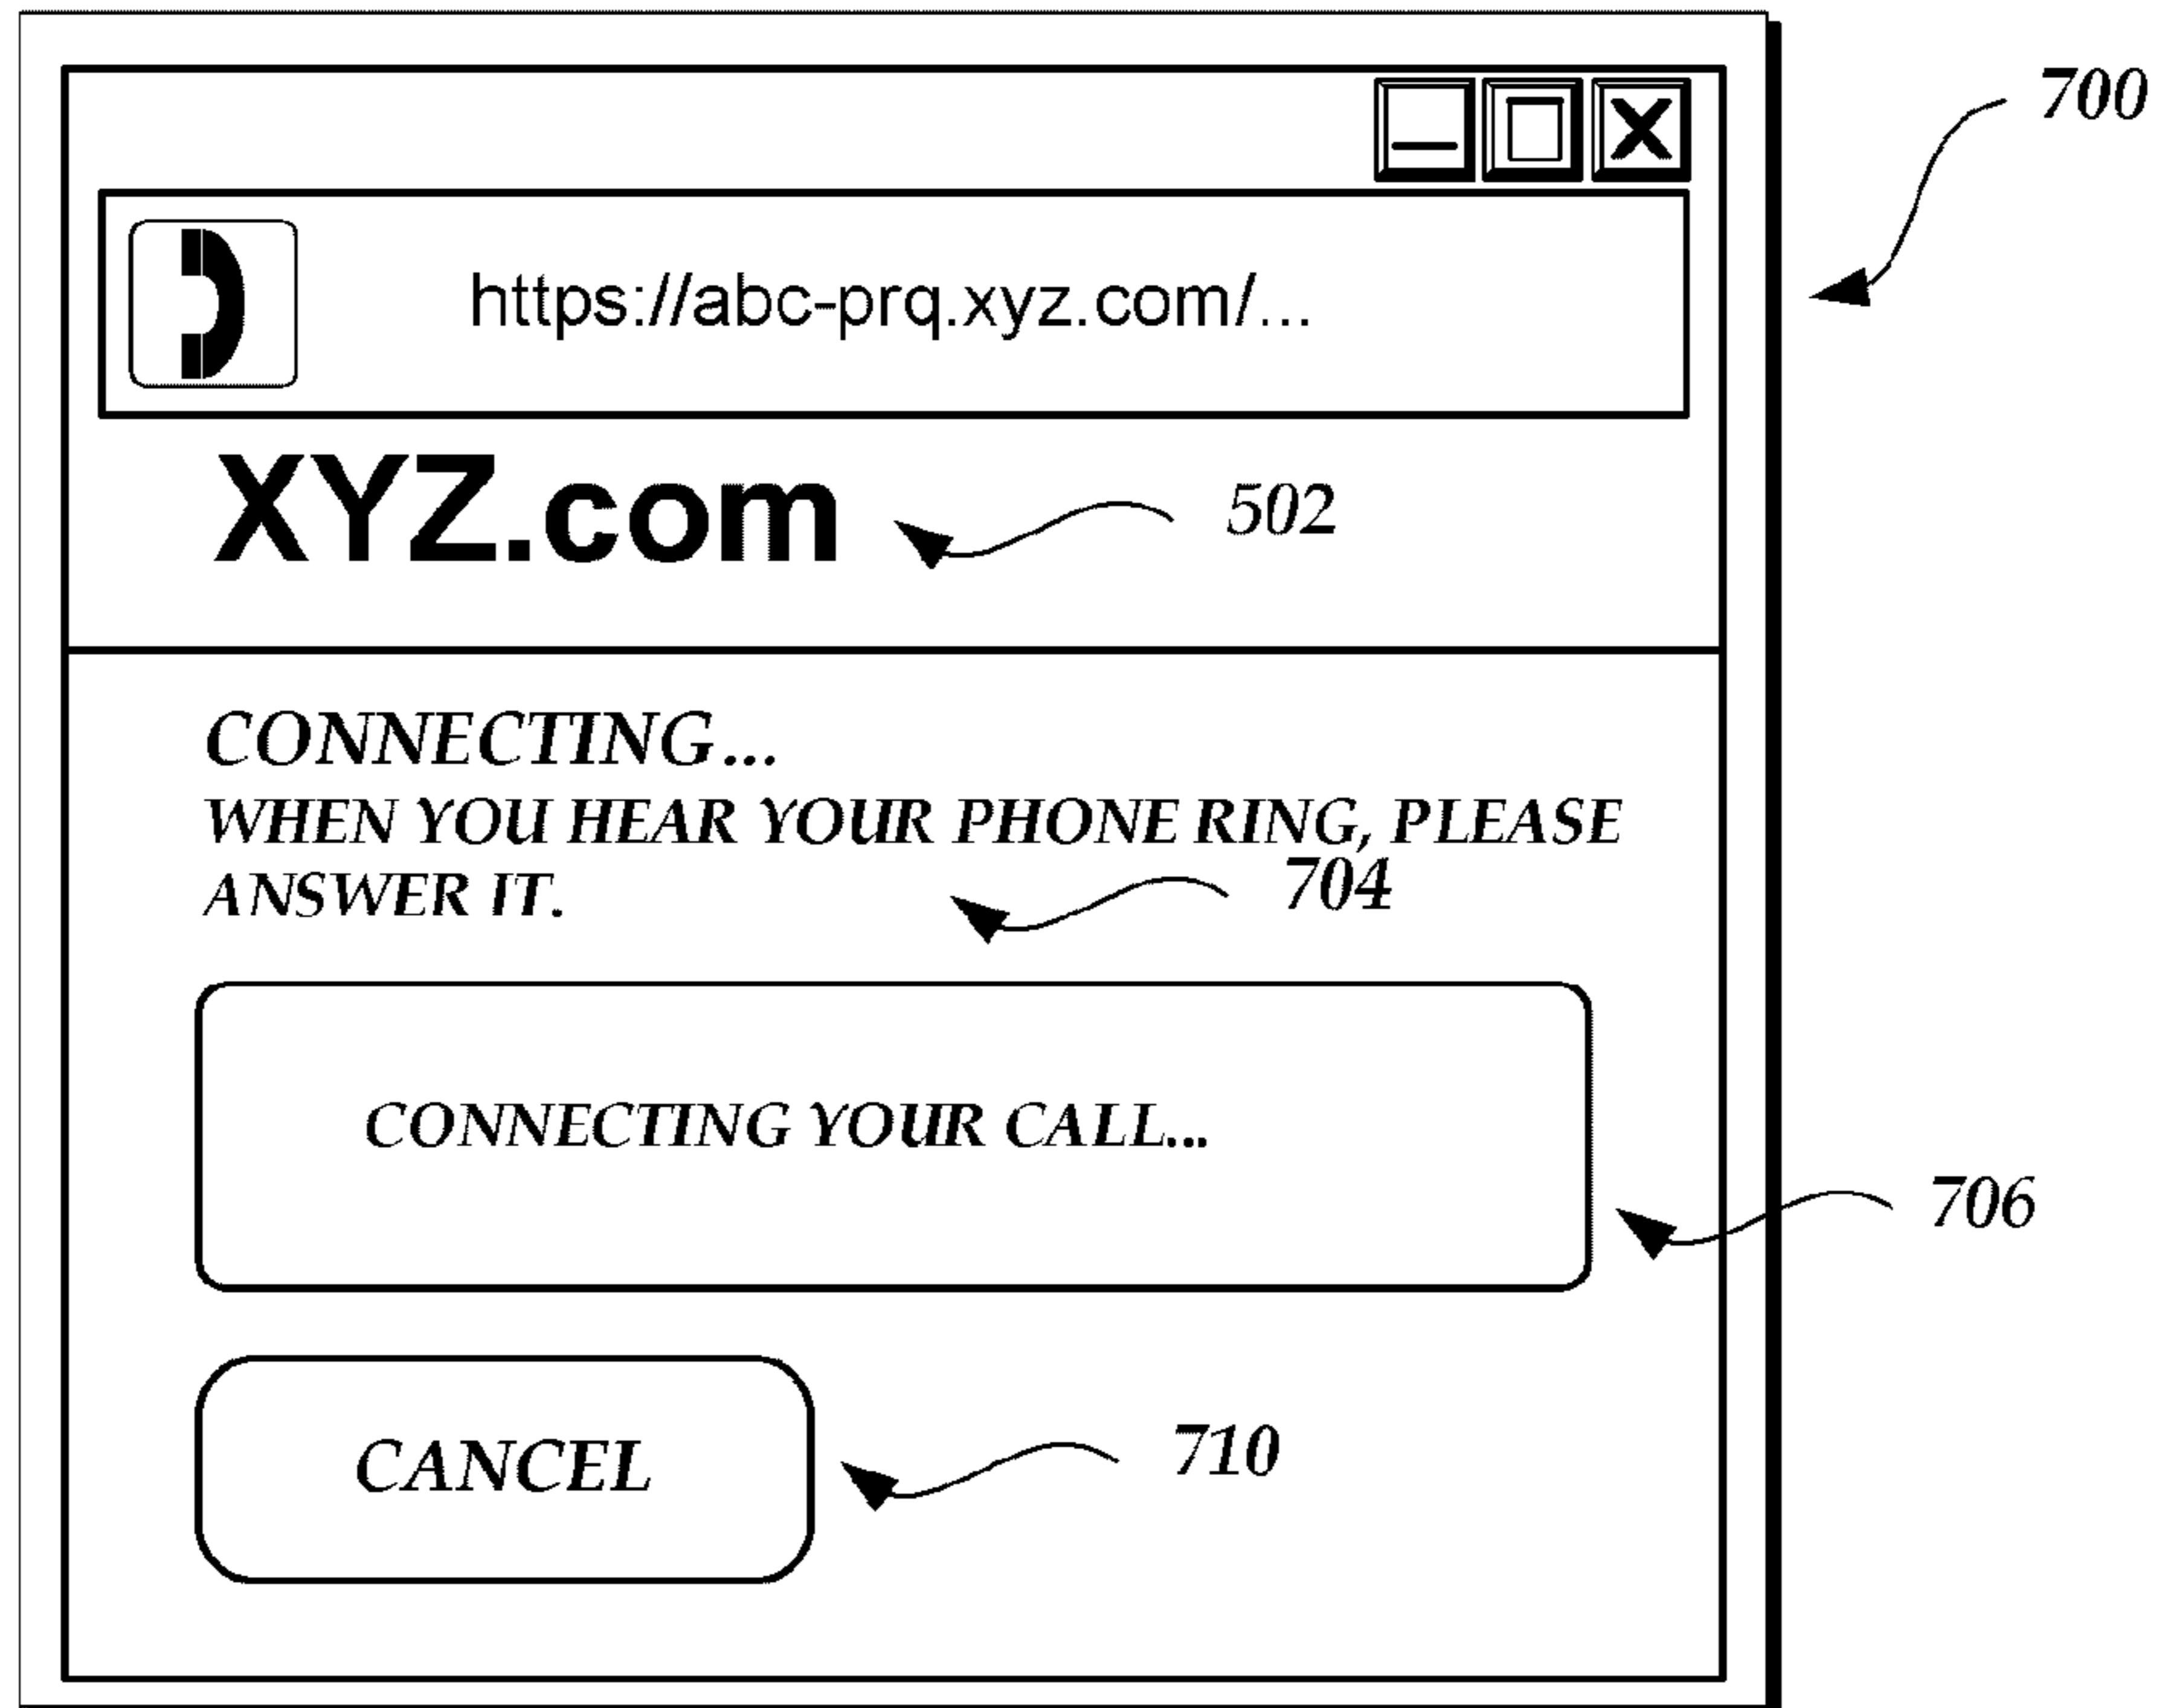 700
https://abc-prq.xyz.com/...
XYZ.com
502
CONNECTING...
WHEN YOU HEAR YOUR PHONE RING, PLEASE
ANSWER IT.
704
CONNECTING YOUR CALL...
706
CANCEL
710